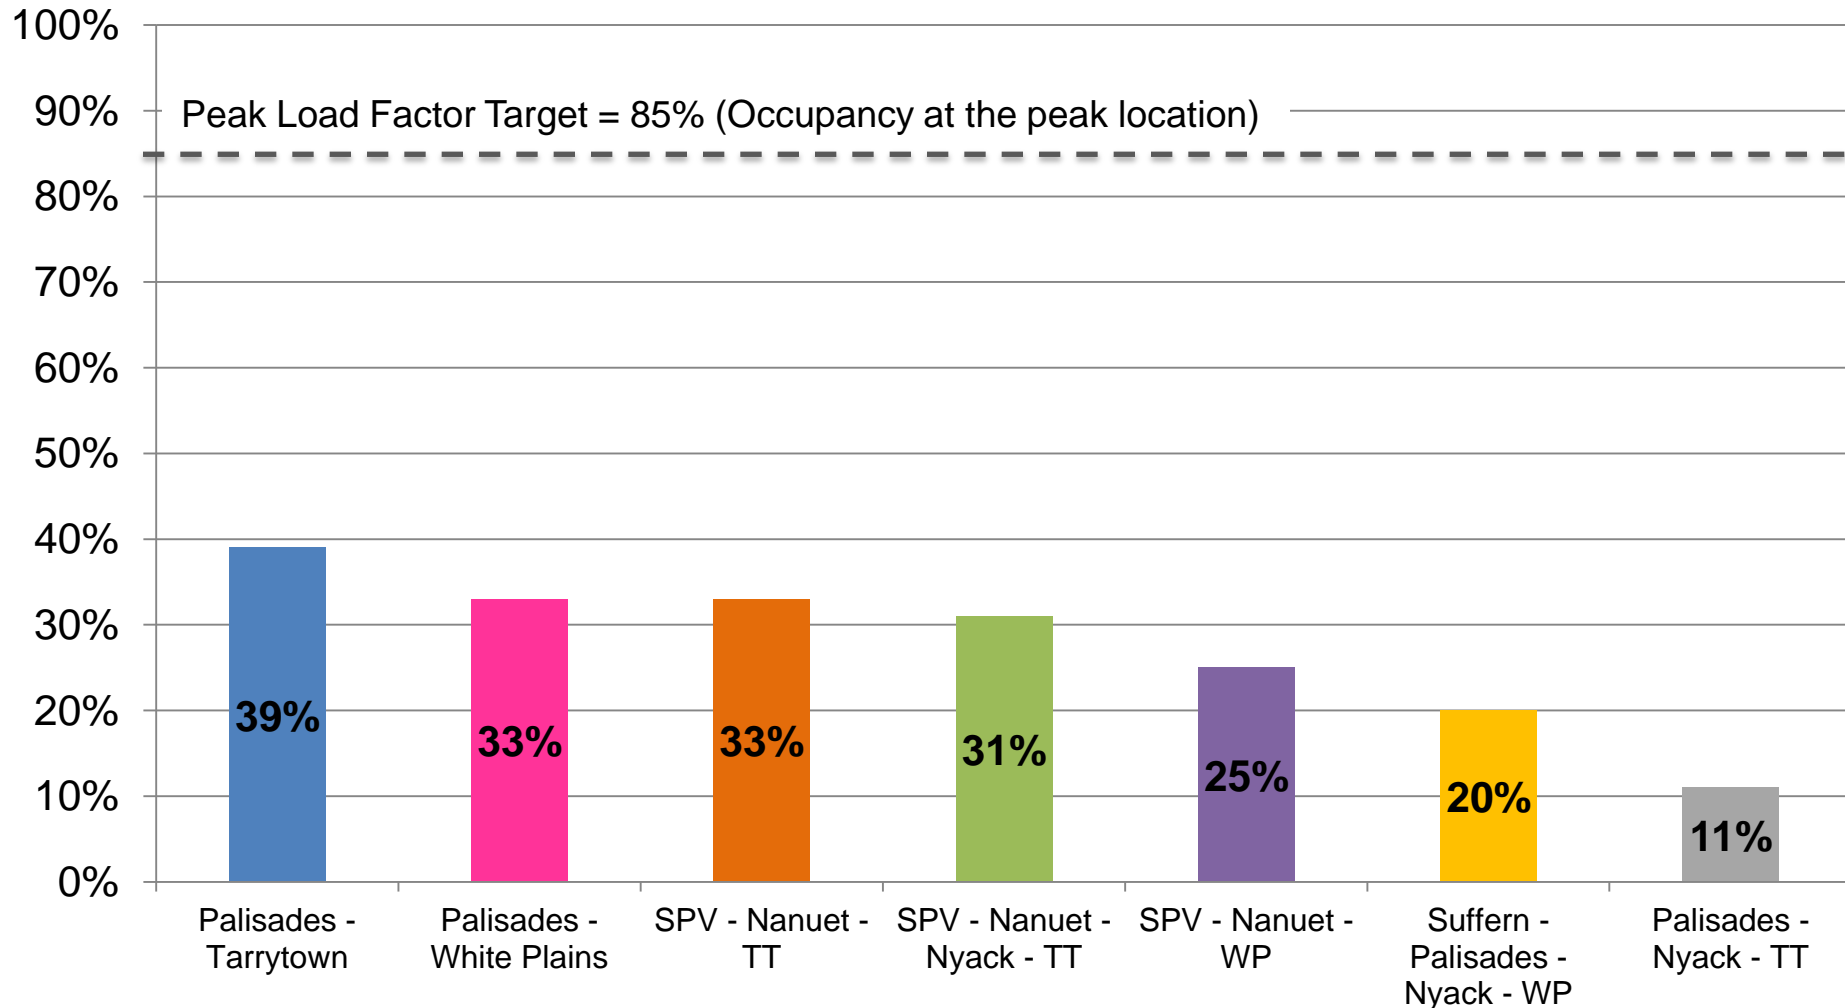 100%
90%
Peak Load Factor Target = 85% (Occupancy at the peak location)
80%
70%
60%
50%
40%
30%
20%
10%
0%
39%
33%
33%
31%
25%
20%
11%
Palisades -
Tarrytown
Palisades -
White Plains
SPV - Nanuet -
TT
SPV - Nanuet -
Nyack - TT
SPV - Nanuet -
WP
Suffern -
Palisades -
Nyack - WP
Palisades -
Nyack - TT